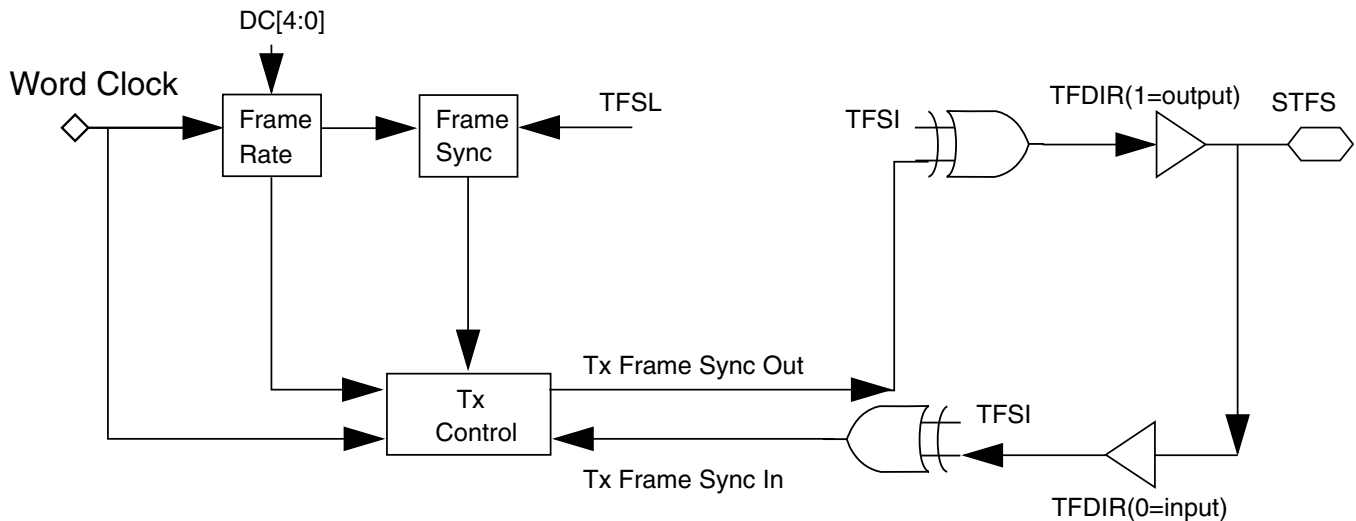 DC[4:0]
Word Clock
Frame
Rate
Frame
Sync
TFSL
TFSI
TFDIR(1=output)
STFS
Tx Frame Sync Out
Tx
Control
TFSI
Tx Frame Sync In
TFDIR(0=input)